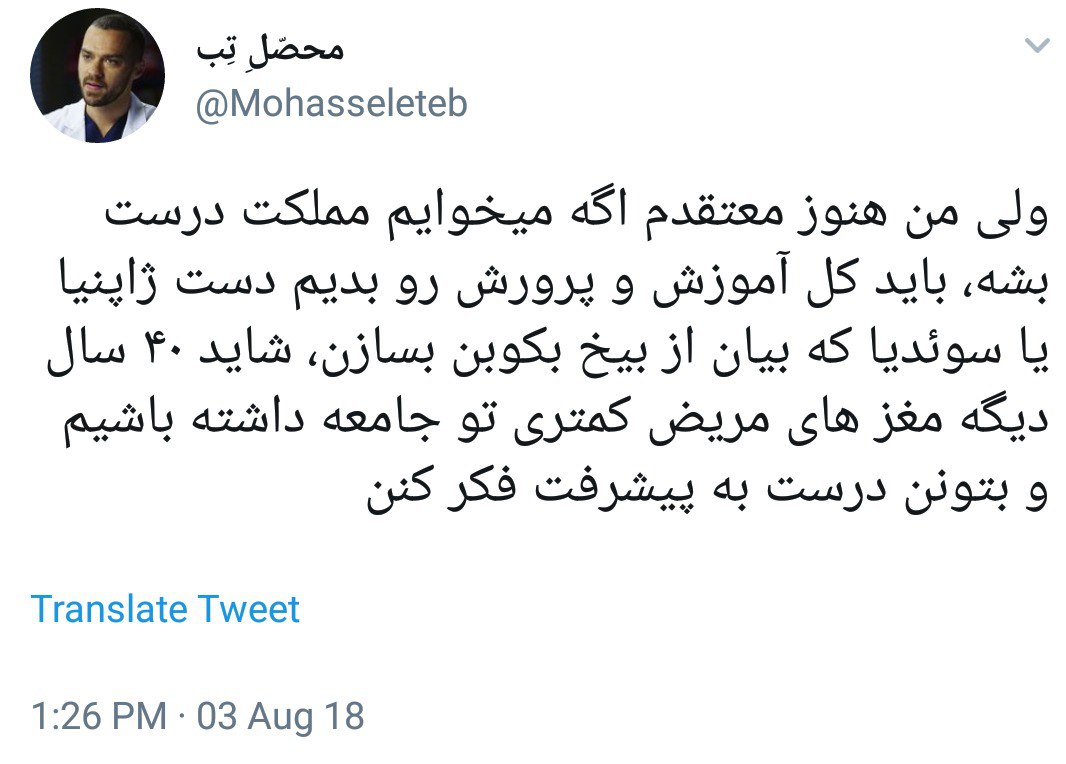 محصّلِ تِب
@Mohasseleteb
ولی من هنوز معتقدم اگه میخوایم مملکت درست
بشه، باید کل آموزش و پرورش رو بدیم دست ژاپنیا
یا سوئدیا که بیان از بیخ بکوبن بسازن، شاید ۴۰ سال
دیگه مغز های مریض کمتری تو جامعه داشته باشیم
و بتونن درست به پیشرفت فکر کنن
Translate Tweet
1:26 PM · 03 Aug 18